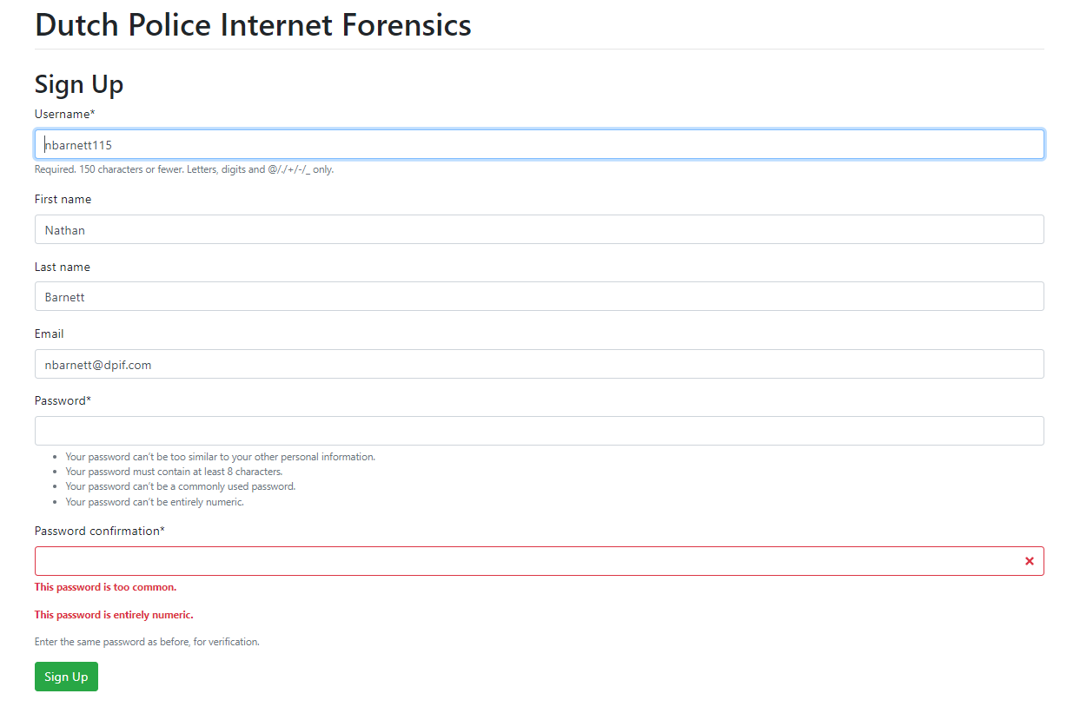 Dutch Police Internet Forensics
Sign Up
Username*
nbarnett115
Required. 150 characters or fewer. Letters, digits and @/./+/-/_ only.
First name
Nathan
Last name
Barnett
Email
nbarnett@dpif.com
Password*
Your password can't be too similar to your other personal information.
Your password must contain at least 8 characters.
Your password can't be a commonly used password.
Your password can't be entirely numeric.
Password confirmation*
This password is too common.
This password is entirely numeric.
Enter the same password as before, for verification.
Sign Up